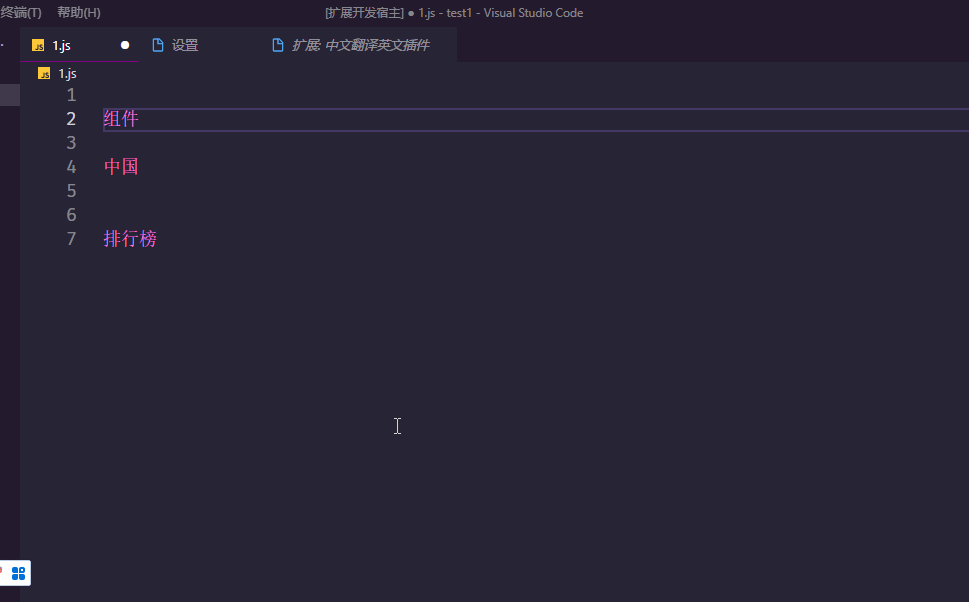 终端(T) 帮助(H) [扩展开发宿主] ● 1.js - test1 - Visual Studio Code
JS 1.js ● 设置 扩展: 中文翻译英文插件
JS 1.js
1
2 组件
3
4 中国
5
6
7 排行榜